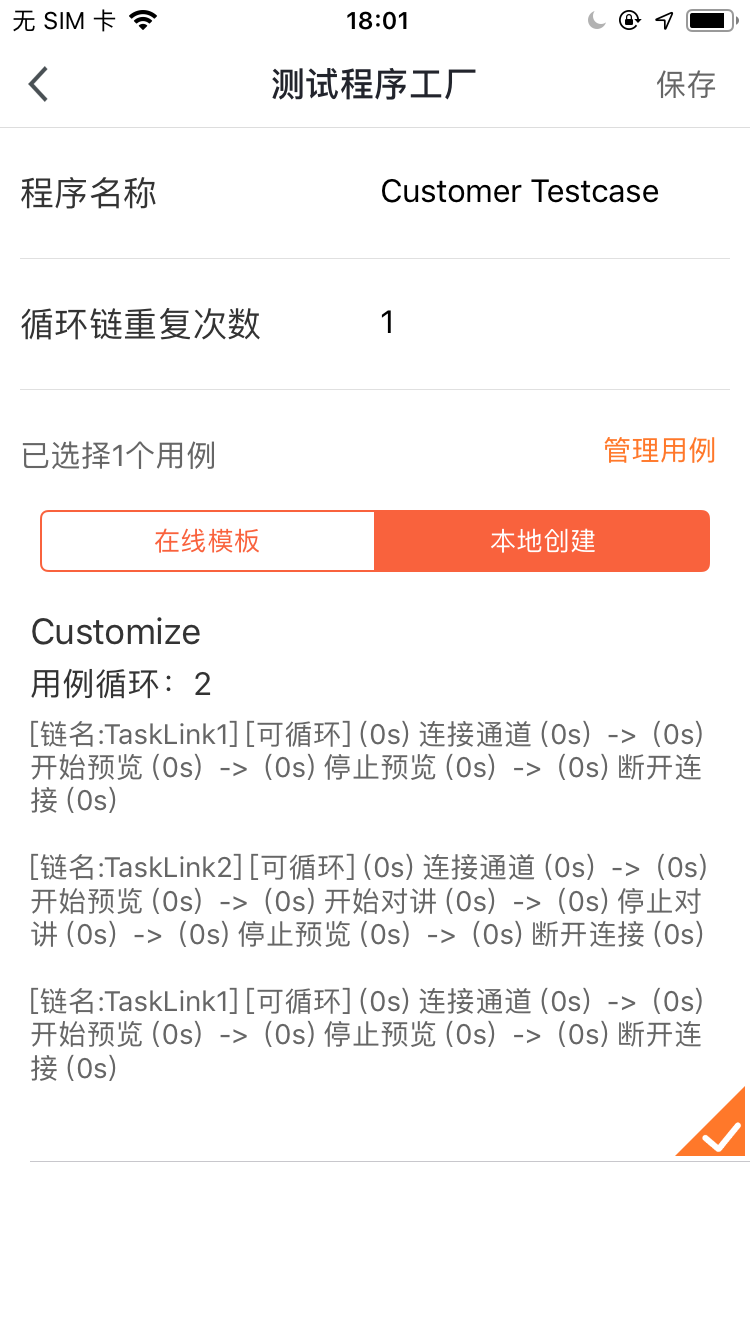 无 SIM 卡
18:01
测试程序工厂
保存
程序名称
Customer Testcase
循环链重复次数
1
已选择1个用例
管理用例
在线模板
本地创建
Customize
用例循环：2
[链名:TaskLink1][可循环](0s) 连接通道 (0s) -> (0s)
开始预览 (0s) -> (0s) 停止预览 (0s) -> (0s) 断开连
接 (0s)
[链名:TaskLink2][可循环](0s) 连接通道 (0s) -> (0s)
开始预览 (0s) -> (0s) 开始对讲 (0s) -> (0s) 停止对
讲 (0s) -> (0s) 停止预览 (0s) -> (0s) 断开连接 (0s)
[链名:TaskLink1][可循环](0s) 连接通道 (0s) -> (0s)
开始预览 (0s) -> (0s) 停止预览 (0s) -> (0s) 断开连
接 (0s)